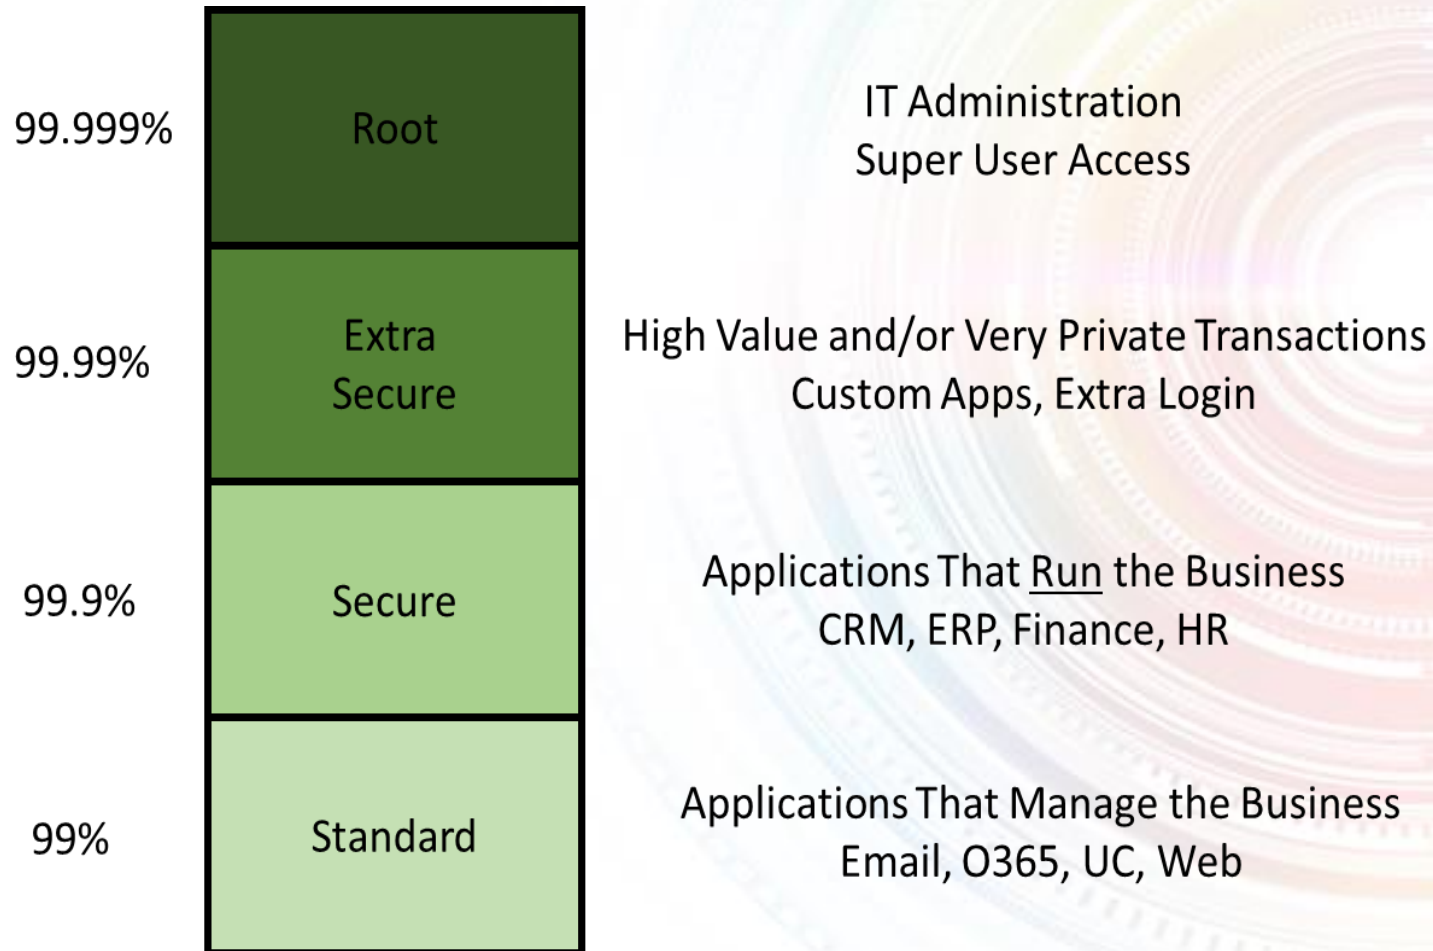 99.999%
Root
IT Administration
Super User Access
99.99%
Extra
Secure
High Value and/or Very Private Transactions
Custom Apps, Extra Login
99.9%
Secure
Applications That Run the Business
CRM, ERP, Finance, HR
99%
Standard
Applications That Manage the Business
Email, O365, UC, Web